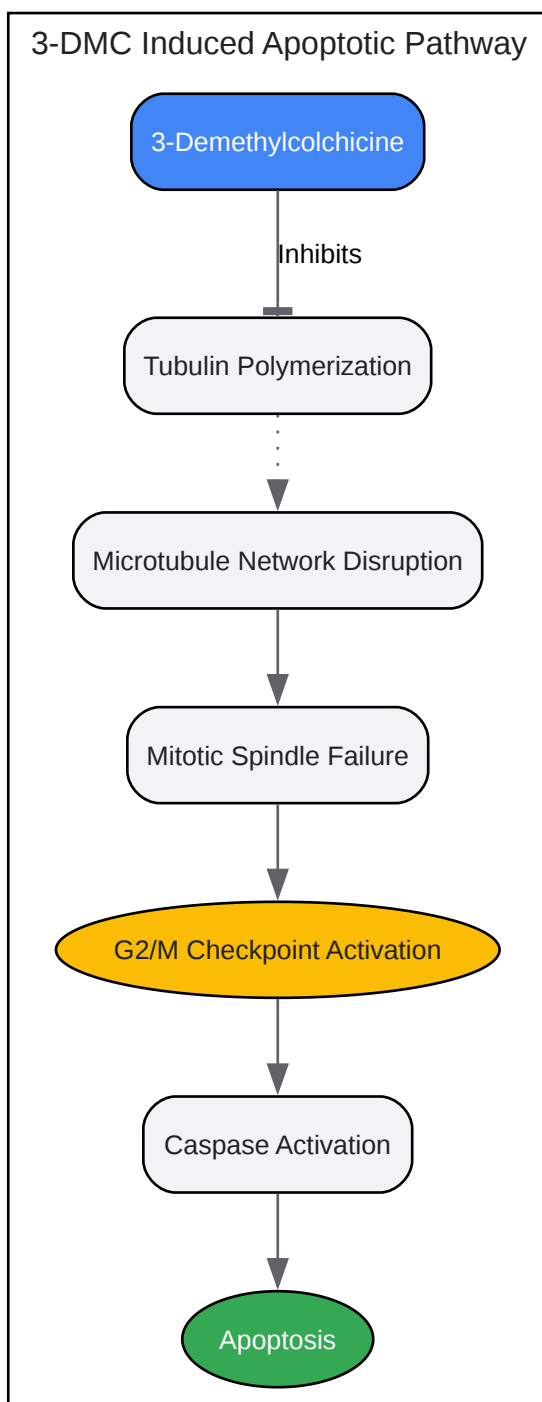 3-DMC Induced Apoptotic Pathway
3-Demethylcolchicine
Inhibits
Tubulin Polymerization
Microtubule Network Disruption
Mitotic Spindle Failure
G2/M Checkpoint Activation
Caspase Activation
Apoptosis